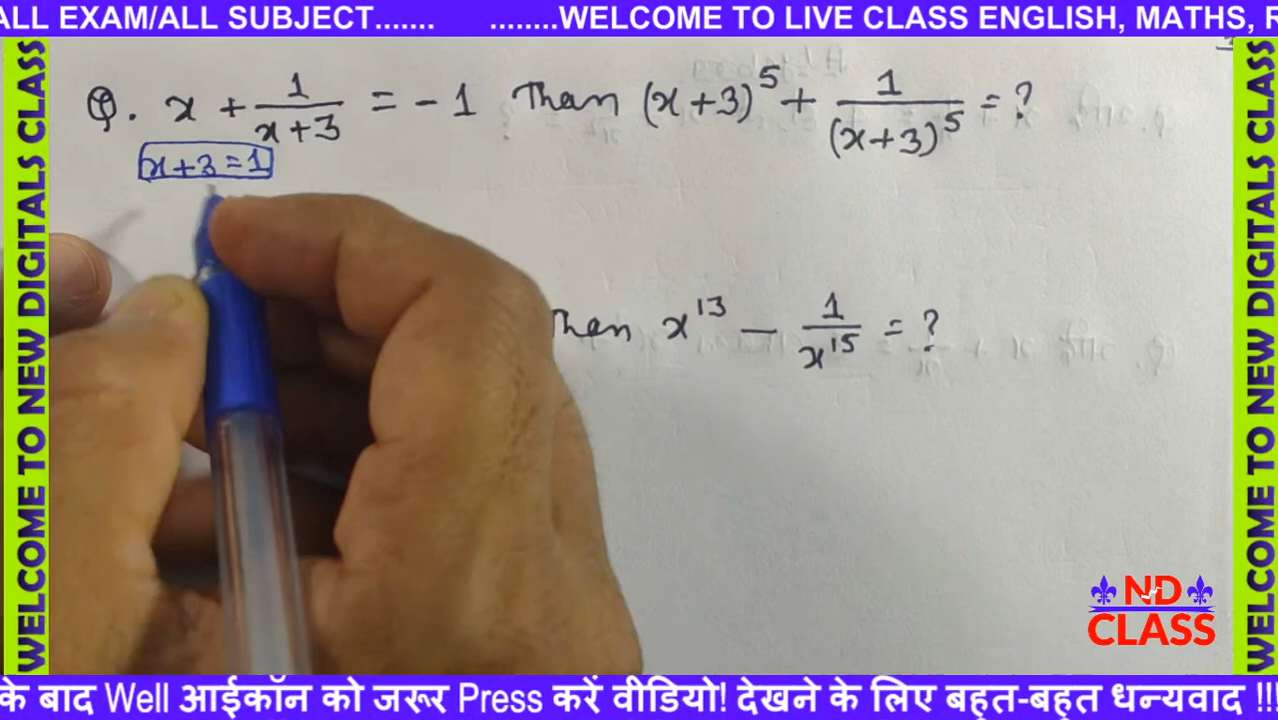 ALL EXAM/ALL SUBJECT....... ........WELCOME TO LIVE CLASS ENGLISH, MATHS, R
WELCOME TO NEW DIGITALS CLASS
Q. x + 1/(x+3) = -1 Than (x+3)^5 + 1/(x+3)^5 = ?
x+3=1
Than x^13 - 1/x^15 = ?
ND
CLASS
WELCOME TO NEW DIGITALS CLASS
के बाद Well आईकॉन को जरूर Press करें वीडियो! देखने के लिए बहुत-बहुत धन्यवाद !!!